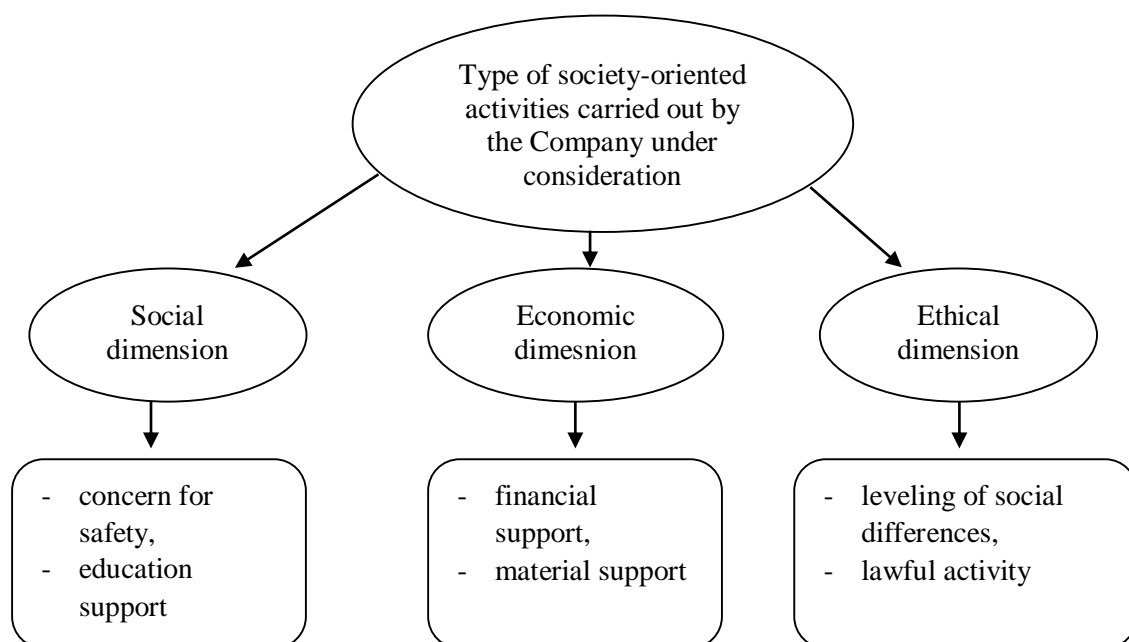 Type of society-oriented
activities carried out by
the Company under
consideration
Social
dimension
Economic
dimesnion
Ethical
dimension
- concern for
safety,
- education
support
- financial
support,
- material support
- leveling of social
differences,
- lawful activity